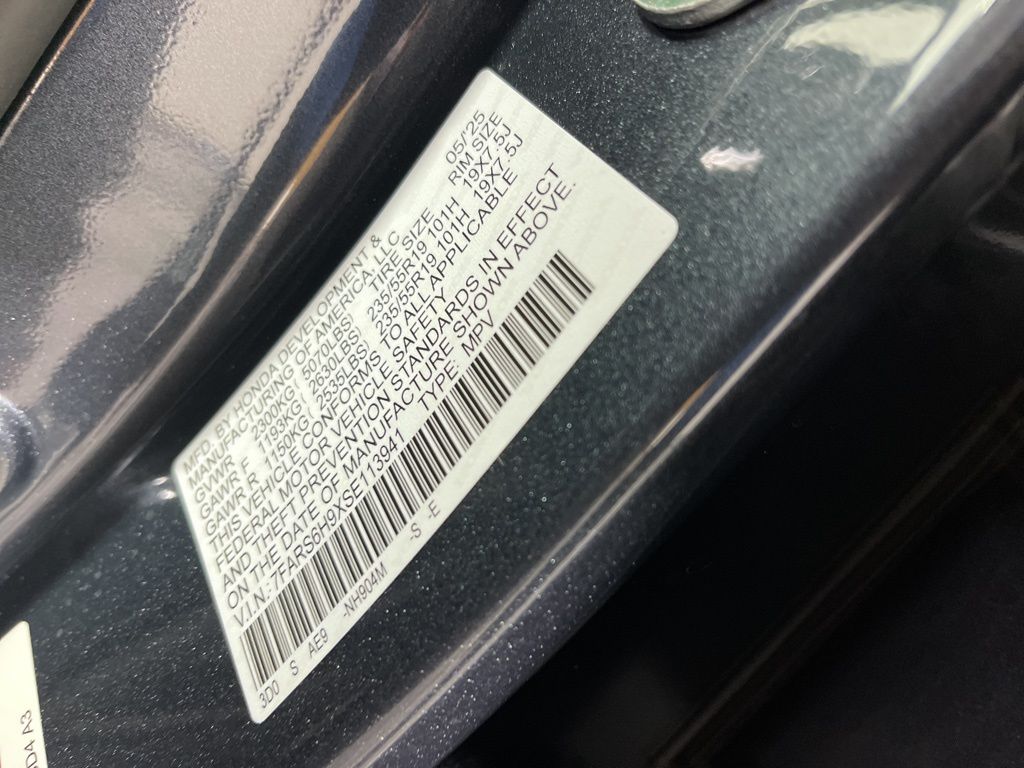 MFD. BY HONDA DEVELOPMENT &
MANUFACTURING OF AMERICA, LLC 05/'25
GVWR 2300KG (5070LBS) TIRE SIZE RIM SIZE
GAWR F 1193KG (2630LBS) 235/55R19 101H 19X7.5J
GAWR R 1150KG (2535LBS) 235/55R19 101H 19X7.5J
THIS VEHICLE CONFORMS TO ALL APPLICABLE
FEDERAL MOTOR VEHICLE SAFETY
AND THEFT PREVENTION STANDARDS IN EFFECT
ON THE DATE OF MANUFACTURE SHOWN ABOVE.
V.I.N: 7FARS6H9XSE113941 TYPE: MPV
3D0 S AE9 -NH904M -S -E
D4 A3